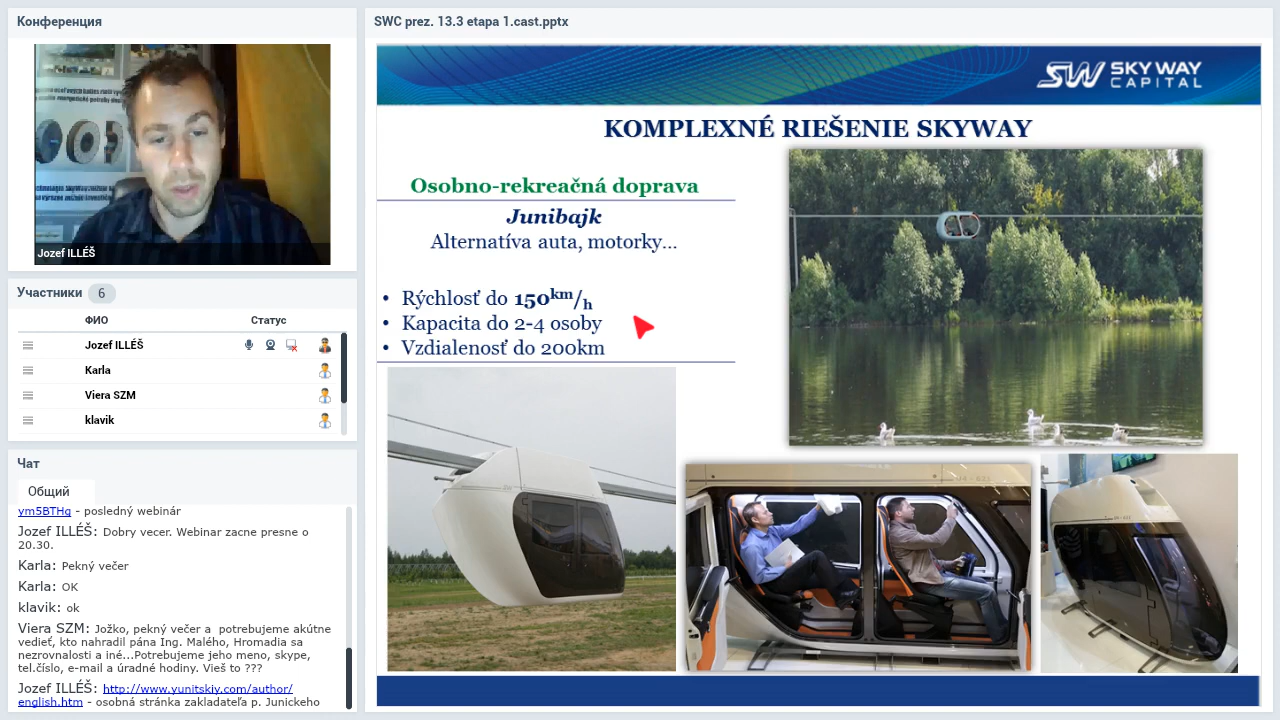 Конференция
Jozef ILLÉŠ
Участники 6
ФИО Статус
Jozef ILLÉŠ
Karla
Viera SZM
klavik
Чат
Общий
vm5BTHq - posledný webinár
Jozef ILLÉŠ: Dobry vecer. Webinar zacne presne o
20.30.
Karla: Pekný večer
Karla: OK
klavik: ok
Viera SZM: Jožko, pekný večer a potrebujeme akútne
vedieť, kto nahradil pána Ing. Malého, Hromadia sa
nezrovnalosti a iné...Potrebujeme jeho meno, skype,
tel.číslo, e-mail a úradné hodiny. Vieš to ???
Jozef ILLÉŠ: http://www.yunitskiy.com/author/
english.htm - osobná stránka zakladateľa p. Junickeho
SWC prez. 13.3 etapa 1.cast.pptx
SW SKY WAY
CAPITAL
KOMPLEXNÉ RIEŠENIE SKYWAY
Osobno-rekreačná doprava
Junibajk
Alternatíva auta, motorky...
• Rýchlosť do 150km/h
• Kapacita do 2-4 osoby
• Vzdialenosť do 200km